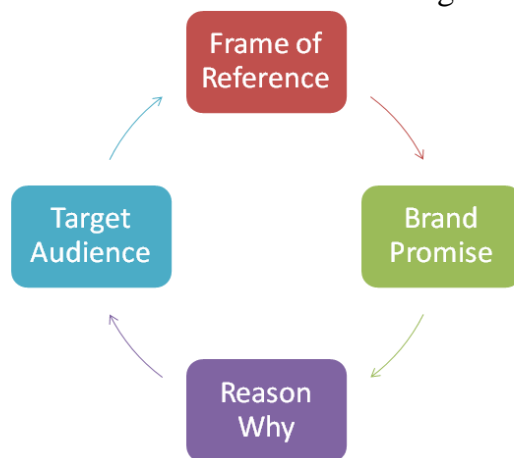 Frame of
Reference
Brand
Promise
Reason
Why
Target
Audience